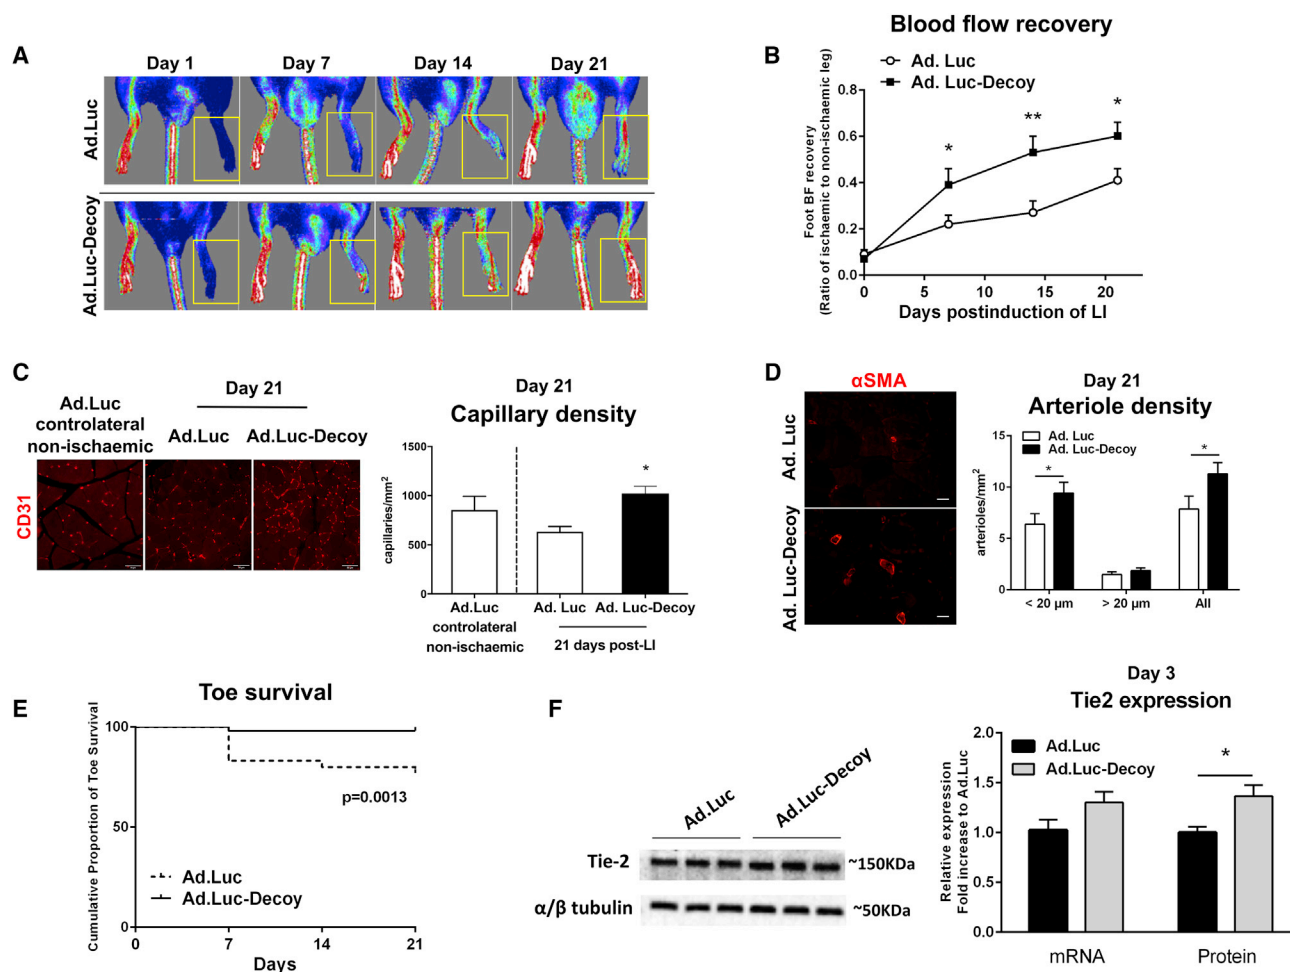 A
Day 1
Day 7
Day 14
Day 21
Ad.Luc
Ad.Luc-Decoy
Blood flow recovery
B
Ad. Luc
Ad. Luc-Decoy
Foot BF recovery
(Ratio of ischaemic to non-ischaemic leg)
0.8
0.6
0.4
0.2
0.0
*
**
*
0
5
10
15
20
Days postinduction of LI
C
Day 21
Ad.Luc
controlateral
non-ischaemic
Ad.Luc
Ad.Luc-Decoy
CD31
Day 21
Capillary density
capillaries/mm²
1500
1000
500
0
*
Ad.Luc
controlateral
non-ischaemic
Ad. Luc
Ad. Luc-Decoy
21 days post-LI
D
αSMA
Ad. Luc
Ad. Luc-Decoy
Day 21
Arteriole density
Ad. Luc
Ad. Luc-Decoy
arterioles/mm²
15
10
5
0
*
*
< 20 µm
> 20 µm
All
E
Toe survival
Cumulative Proportion of Toe Survival
100
50
0
p=0.0013
Ad.Luc
Ad.Luc-Decoy
0
7
14
21
Days
F
Ad.Luc
Ad.Luc-Decoy
Tie-2
~150KDa
α/β tubulin
~50KDa
Day 3
Tie2 expression
Ad.Luc
Ad.Luc-Decoy
Relative expression
Fold increase to Ad.Luc
2.0
1.5
1.0
0.5
0.0
*
mRNA
Protein